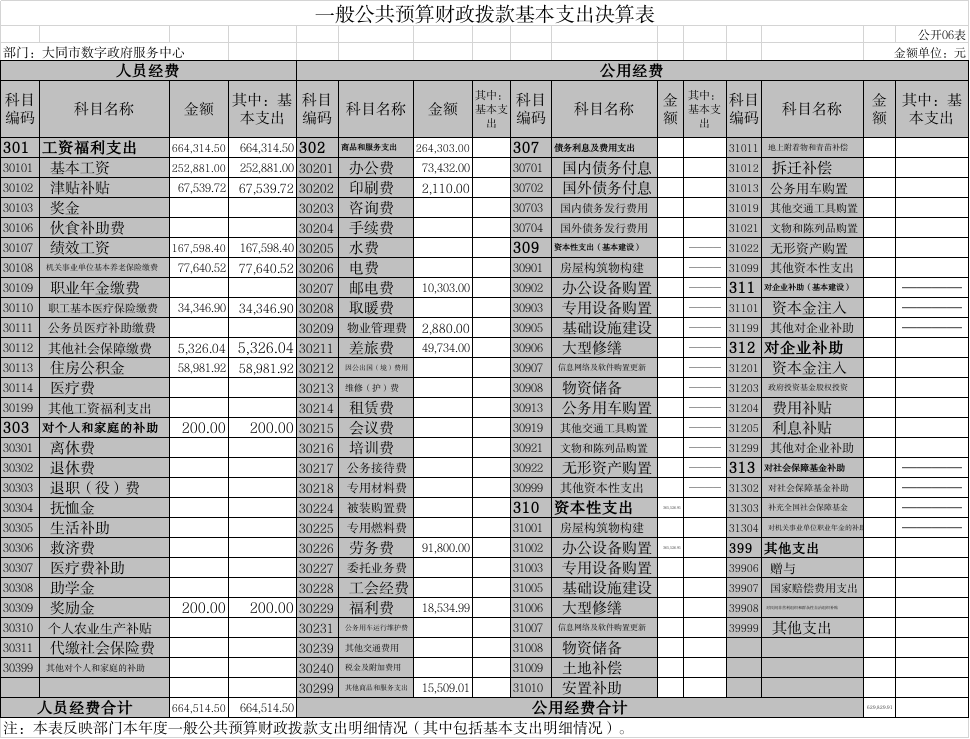 一般公共预算财政拨款基本支出决算表
公开06表
部门：大同市数字政府服务中心 金额单位：元
人员经费 公用经费
科目编码 科目名称 金额 其中：基本支出 科目编码 科目名称 金额 其中：基本支出 科目编码 科目名称 金额 其中：基本支出 科目编码 科目名称 金额 其中：基本支出
301 工资福利支出 664,314.50 664,314.50 302 商品和服务支出 264,303.00 307 债务利息及费用支出 31011 地上附着物和青苗补偿
30101 基本工资 252,881.00 252,881.00 30201 办公费 73,432.00 30701 国内债务付息 31012 拆迁补偿
30102 津贴补贴 67,539.72 67,539.72 30202 印刷费 2,110.00 30702 国外债务付息 31013 公务用车购置
30103 奖金 30203 咨询费 30703 国内债务发行费用 31019 其他交通工具购置
30106 伙食补助费 30204 手续费 30704 国外债务发行费用 31021 文物和陈列品购置
30107 绩效工资 167,598.40 167,598.40 30205 水费 309 资本性支出（基本建设） ——— 31022 无形资产购置
30108 机关事业单位基本养老保险缴费 77,640.52 77,640.52 30206 电费 30901 房屋构筑物构建 ——— 31099 其他资本性支出
30109 职业年金缴费 30207 邮电费 10,303.00 30902 办公设备购置 ——— 311 对企业补助（基本建设） ———
30110 职工基本医疗保险缴费 34,346.90 34,346.90 30208 取暖费 30903 专用设备购置 ——— 31101 资本金注入 ———
30111 公务员医疗补助缴费 30209 物业管理费 2,880.00 30905 基础设施建设 ——— 31199 其他对企业补助 ———
30112 其他社会保障缴费 5,326.04 5,326.04 30211 差旅费 49,734.00 30906 大型修缮 ——— 312 对企业补助
30113 住房公积金 58,981.92 58,981.92 30212 因公出国（境）费用 30907 信息网络及软件购置更新 ——— 31201 资本金注入
30114 医疗费 30213 维修（护）费 30908 物资储备 ——— 31203 政府投资基金股权投资
30199 其他工资福利支出 30214 租赁费 30913 公务用车购置 ——— 31204 费用补贴
303 对个人和家庭的补助 200.00 200.00 30215 会议费 30919 其他交通工具购置 ——— 31205 利息补贴
30301 离休费 30216 培训费 30921 文物和陈列品购置 ——— 31299 其他对企业补助
30302 退休费 30217 公务接待费 30922 无形资产购置 ——— 313 对社会保障基金补助 ———
30303 退职（役）费 30218 专用材料费 30999 其他资本性支出 ——— 31302 对社会保障基金补助 ———
30304 抚恤金 30224 被装购置费 310 资本性支出 31303 补充全国社会保障基金 ———
30305 生活补助 30225 专用燃料费 31001 房屋构筑物构建 31304 对机关事业单位职业年金的补助 ———
30306 救济费 30226 劳务费 91,800.00 31002 办公设备购置 399 其他支出
30307 医疗费补助 30227 委托业务费 31003 专用设备购置 39906 赠与
30308 助学金 30228 工会经费 31005 基础设施建设 39907 国家赔偿费用支出
30309 奖励金 200.00 200.00 30229 福利费 18,534.99 31006 大型修缮 39908
30310 个人农业生产补贴 30231 公务用车运行维护费 31007 信息网络及软件购置更新 39999 其他支出
30311 代缴社会保险费 30239 其他交通费用 31008 物资储备
30399 其他对个人和家庭的补助 30240 税金及附加费用 31009 土地补偿
30299 其他商品和服务支出 15,509.01 31010 安置补助
人员经费合计 664,514.50 664,514.50 公用经费合计 629,829.91
注：本表反映部门本年度一般公共预算财政拨款支出明细情况（其中包括基本支出明细情况）。